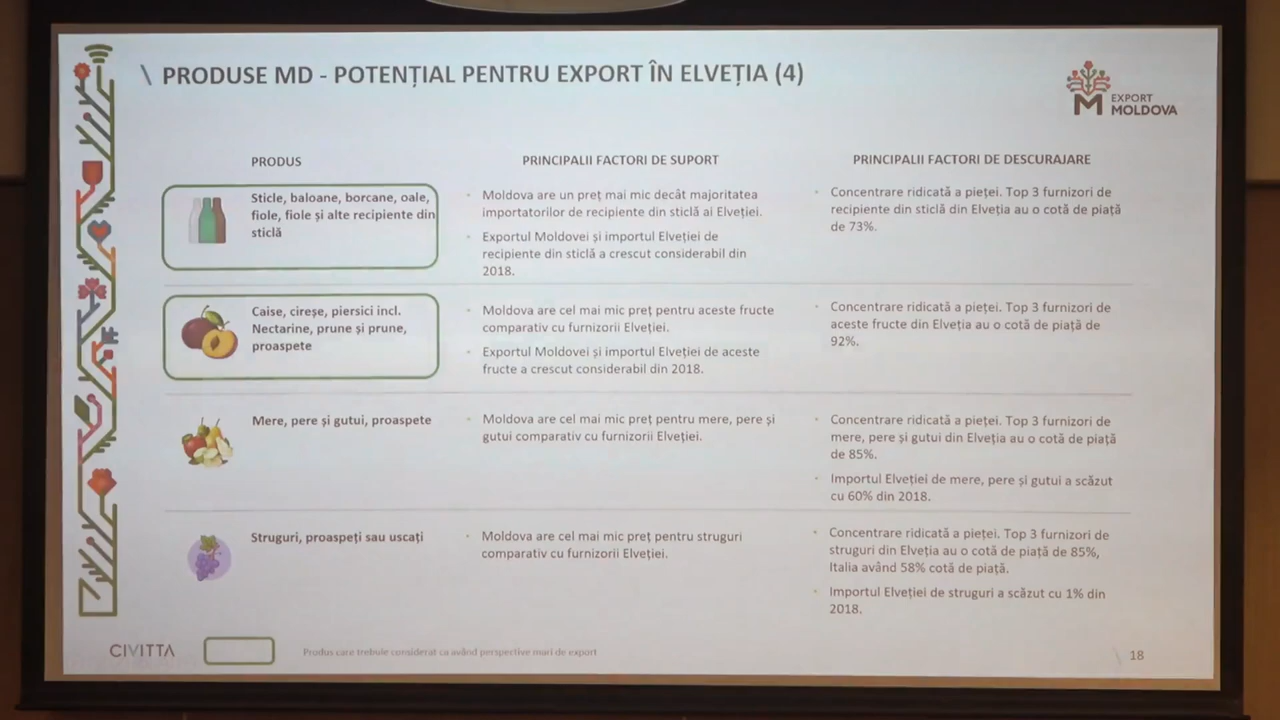 \ PRODUSE MD - POTENȚIAL PENTRU EXPORT ÎN ELVEȚIA (4)
EXPORT
MOLDOVA
PRODUS
PRINCIPALII FACTORI DE SUPORT
PRINCIPALII FACTORI DE DESCURAJARE
Sticle, baloane, borcane, oale,
fiole, fiole și alte recipiente din
sticlă
Moldova are un preț mai mic decât majoritatea
importatorilor de recipiente din sticlă ai Elveției.
Exportul Moldovei și importul Elveției de
recipiente din sticlă a crescut considerabil din
2018.
Concentrare ridicată a pieței. Top 3 furnizori de
recipiente din sticlă din Elveția au o cotă de piață
de 73%.
Caise, cireșe, piersici incl.
Nectarine, prune și prune,
proaspete
Moldova are cel mai mic preț pentru aceste fructe
comparativ cu furnizorii Elveției.
Exportul Moldovei și importul Elveției de aceste
fructe a crescut considerabil din 2018.
Concentrare ridicată a pieței. Top 3 furnizori de
aceste fructe din Elveția au o cotă de piață de
92%.
Mere, pere și gutui, proaspete
Moldova are cel mai mic preț pentru mere, pere și
gutui comparativ cu furnizorii Elveției.
Concentrare ridicată a pieței. Top 3 furnizori de
mere, pere și gutui din Elveția au o cotă de piață
de 85%.
Importul Elveției de mere, pere și gutui a scăzut
cu 60% din 2018.
Struguri, proaspeți sau uscați
Moldova are cel mai mic preț pentru struguri
comparativ cu furnizorii Elveției.
Concentrare ridicată a pieței. Top 3 furnizori de
struguri din Elveția au o cotă de piață de 85%,
Italia având 58% cotă de piață.
Importul Elveției de struguri a scăzut cu 1% din
2018.
CIVITTA
Produs care trebuie considerat ca având perspective mari de export
\ 18